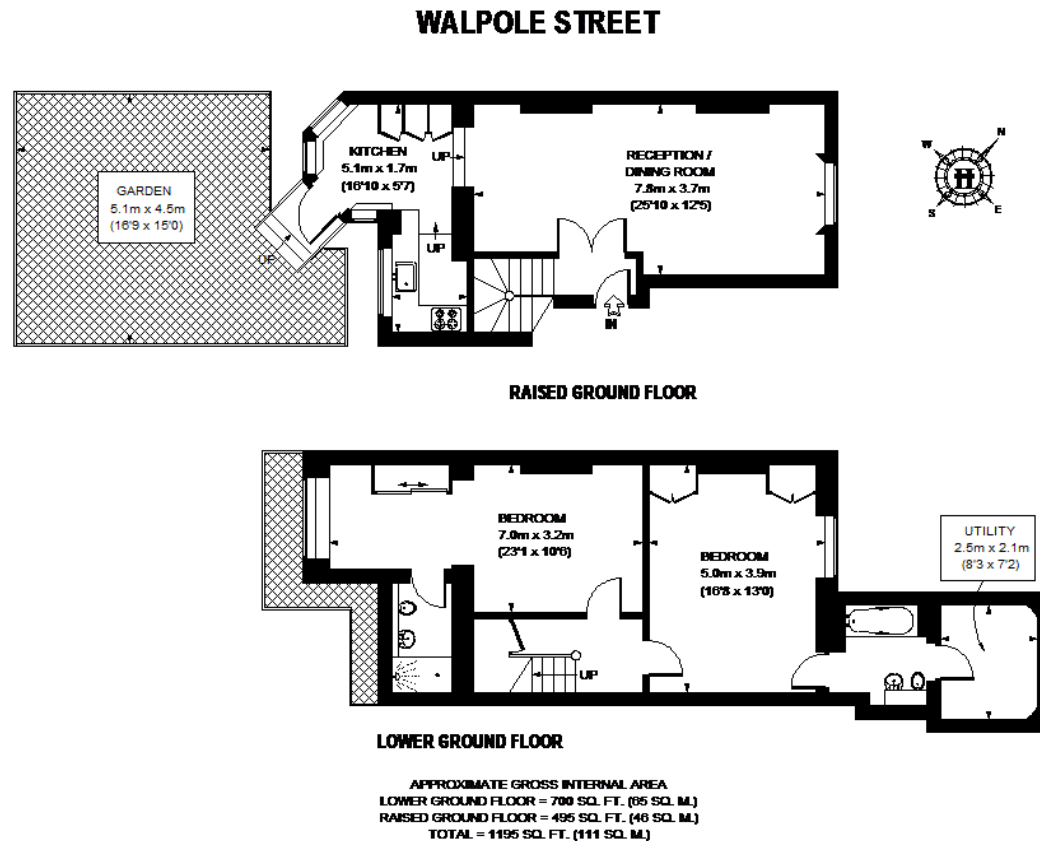 WALPOLE STREET
GARDEN
5.1m x 4.5m
(16'9 x 15'0)
UP
KITCHEN
5.1m x 1.7m
(16'10 x 5'7)
UP
UP
RECEPTION /
DINING ROOM
7.8m x 3.7m
(25'10 x 12'5)
IN
W
N
S
E
H
RAISED GROUND FLOOR
BEDROOM
7.0m x 3.2m
(23'1 x 10'6)
BEDROOM
5.0m x 3.9m
(16'8 x 13'0)
UTILITY
2.5m x 2.1m
(8'3 x 7'2)
UP
LOWER GROUND FLOOR
APPROXIMATE GROSS INTERNAL AREA
LOWER GROUND FLOOR = 700 SQ. FT. (65 SQ. M.)
RAISED GROUND FLOOR = 495 SQ. FT. (46 SQ. M.)
TOTAL = 1195 SQ. FT. (111 SQ. M.)